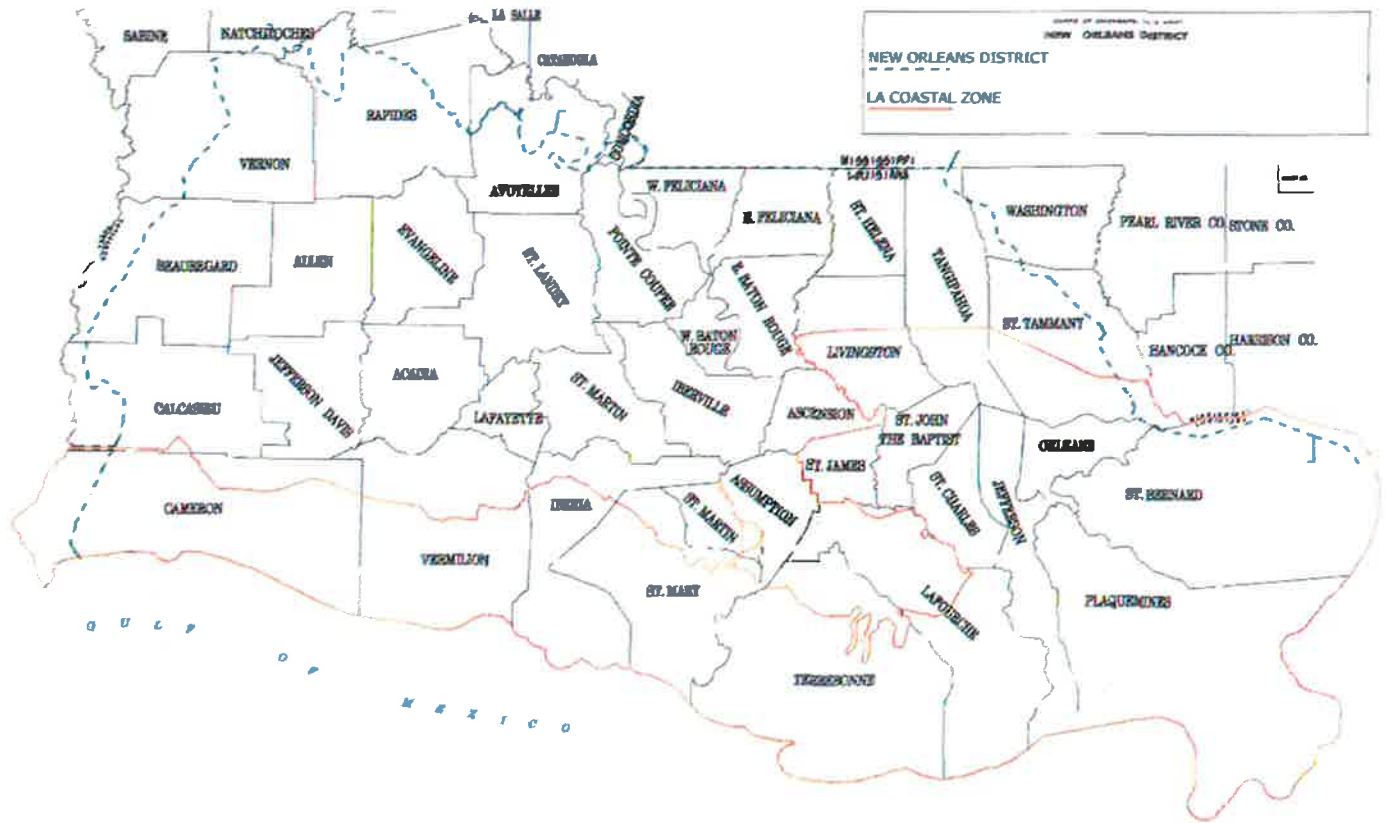 LA SALLE
SABINE
NATCHITOCHES
NEW ORLEANS DISTRICT
NEW ORLEANS DISTRICT
LA COASTAL ZONE
CATAHOULA
CONCORDIA
RAPIDES
VERNON
AVOYELLES
MISSISSIPPI
LOUISIANA
W. FELICIANA
E. FELICIANA
ST. HELENA
TANGIPAHOA
WASHINGTON
PEARL RIVER CO.
STONE CO.
BEAUREGARD
ALLEN
EVANGELINE
ST. LANDRY
POINTE COUPEE
E. BATON ROUGE
W. BATON
ROUGE
LIVINGSTON
ST. TAMMANY
HANCOCK CO.
HARRISON CO.
CALCASIEU
JEFFERSON DAVIS
ACADIA
LAFAYETTE
ST. MARTIN
IBERVILLE
ASCENSION
ST. JOHN
THE BAPTIST
ORLEANS
ST. JAMES
ST. CHARLES
JEFFERSON
ST. BERNARD
CAMERON
VERMILION
IBERIA
ST. MARTIN
ASSUMPTION
ST. MARY
LAFOURCHE
PLAQUEMINES
TERREBONNE
GULF
OF
MEXICO